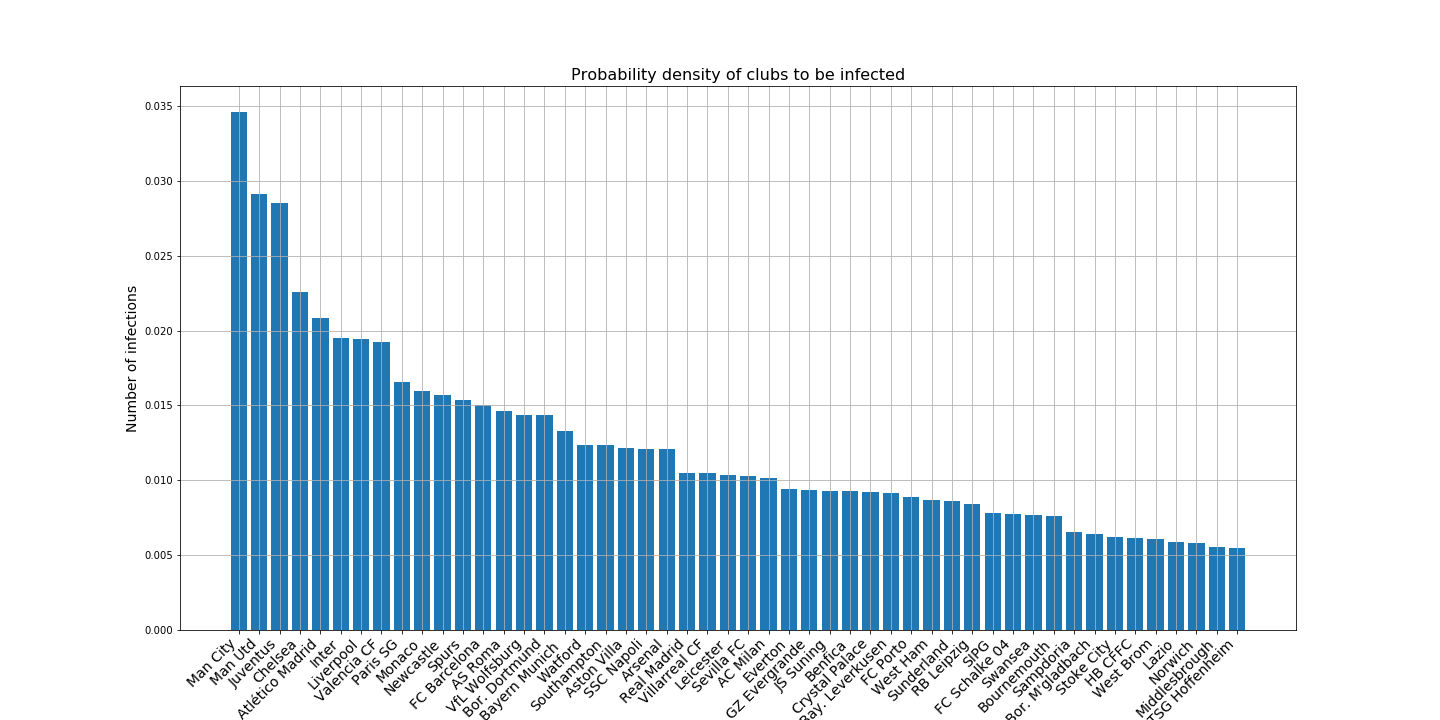 Probability density of clubs to be infected
Number of infections
0.035
0.030
0.025
0.020
0.015
0.010
0.005
0.000
Man City
Man Utd
Juventus
Chelsea
Atlético Madrid
Inter
Liverpool
Valencia CF
Paris SG
Monaco
Newcastle
Spurs
FC Barcelona
AS Roma
VfL Wolfsburg
Bor. Dortmund
Bayern Munich
Watford
Southampton
Aston Villa
SSC Napoli
Arsenal
Real Madrid
Villarreal CF
Leicester
Sevilla FC
AC Milan
Everton
GZ Evergrande
JS Suning
Benfica
Crystal Palace
Bay. Leverkusen
FC Porto
West Ham
Sunderland
RB Leipzig
SIPG
FC Schalke 04
Swansea
Bournemouth
Sampdoria
Bor. M'gladbach
Stoke City
HB CFFC
West Brom
Lazio
Norwich
Middlesbrough
TSG Hoffenheim